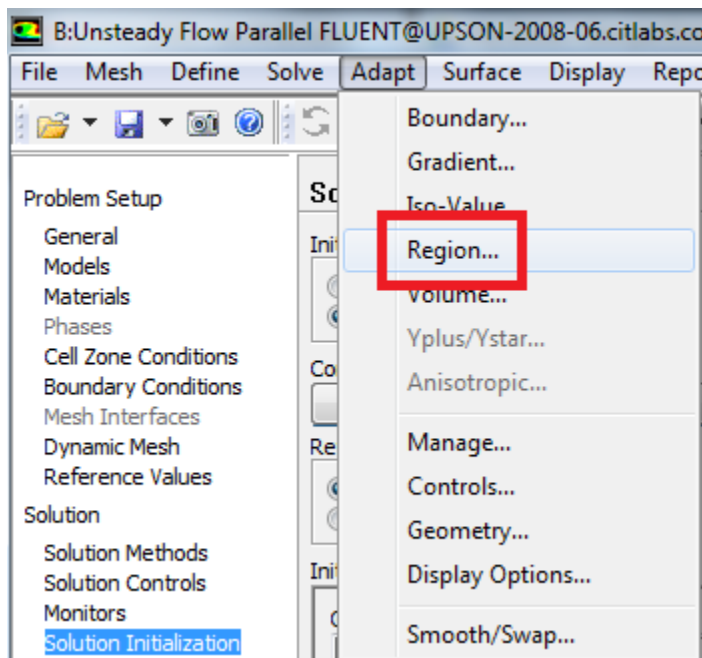 B:Unsteady Flow Parallel FLUENT@UPSON-2008-06.citlabs.co
File Mesh Define Solve Adapt Surface Display Repo
Problem Setup
General
Models
Materials
Phases
Cell Zone Conditions
Boundary Conditions
Mesh Interfaces
Dynamic Mesh
Reference Values
Solution
Solution Methods
Solution Controls
Monitors
Solution Initialization
Boundary...
Gradient...
Iso-Value
Region...
Volume...
Yplus/Ystar...
Anisotropic...
Manage...
Controls...
Geometry...
Display Options...
Smooth/Swap...